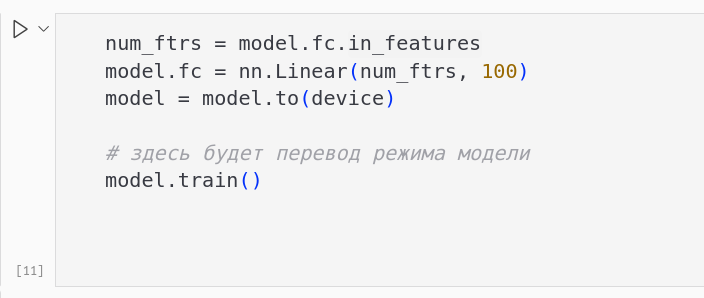 num_ftrs = model.fc.in_features
model.fc = nn.Linear(num_ftrs, 100)
model = model.to(device)
# здесь будет перевод режима модели
model.train()
[11]